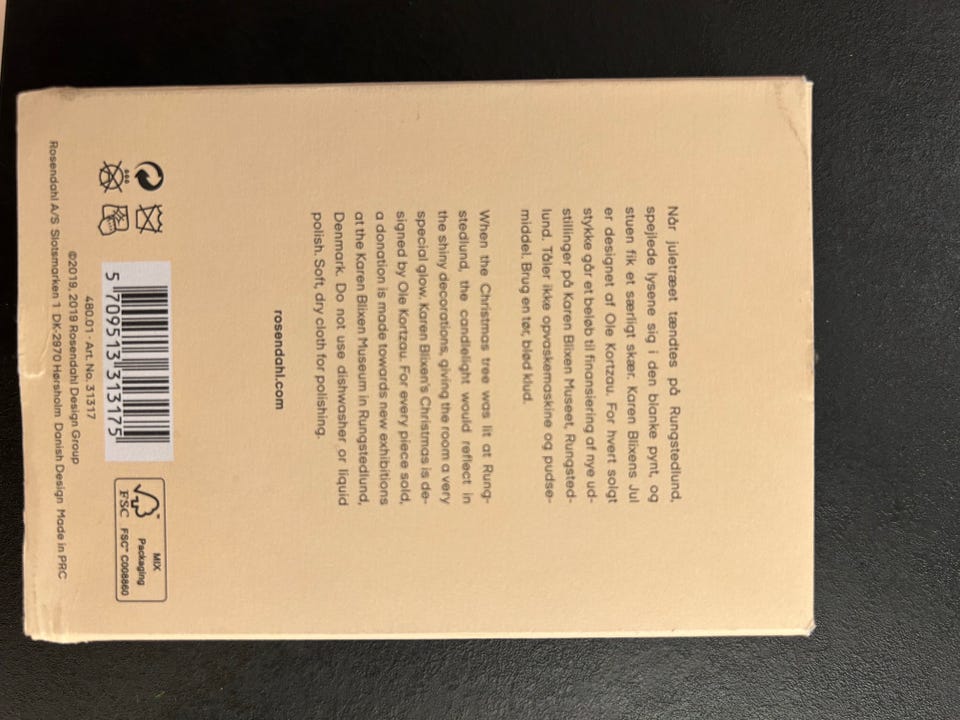 Når juletræet tændtes på Rungstedlund,
spejlede lysene sig i den blanke pynt, og
stuen fik et særligt skær. Karen Blixens Jul
er designet af Ole Kortzau. For hvert solgt
stykke går et beløb til finansiering af nye ud-
stillinger på Karen Blixen Museet, Rungsted-
lund. Tåler ikke opvaskemaskine og pudse-
middel. Brug en tør, blød klud.
When the Christmas tree was lit at Rung-
stedlund, the candlelight would reflect in
the shiny decorations, giving the room a very
special glow. Karen Blixen's Christmas is de-
signed by Ole Kortzau. For every piece sold,
a donation is made towards new exhibitions
at the Karen Blixen Museum in Rungstedlund,
Denmark. Do not use dishwasher or liquid
polish. Soft, dry cloth for polishing.
rosendahl.com
5 709513 313175
MIX
Packaging
FSC™ C008860
FSC
480.01 · Art. No. 31317
©2019, 2019 Rosendahl Design Group
Rosendahl A/S Slotsmarken 1 DK-2970 Hørsholm Danish Design Made in PRC